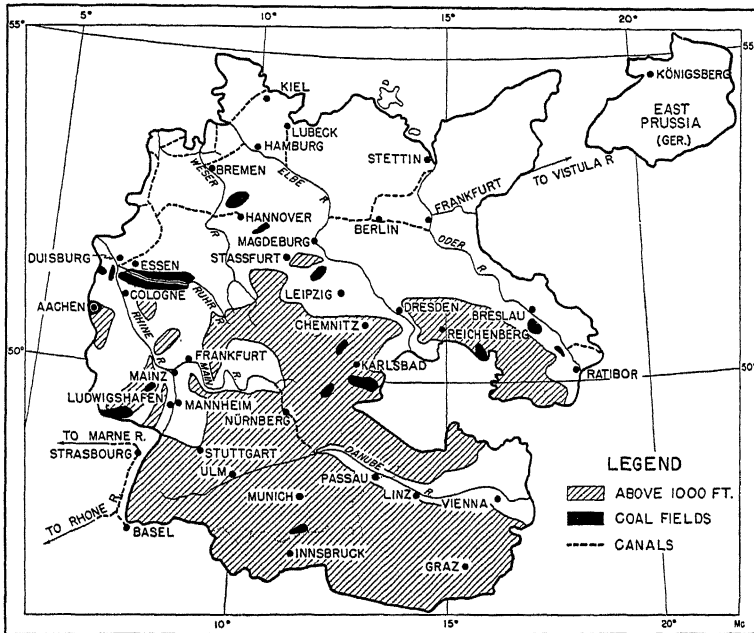 5° 10° 15° 20°
55° 55°
KÖNIGSBERG
EAST
PRUSSIA
(GER.)
KIEL
LUBECK
HAMBURG
STETTIN
WESER R
BREMEN
ELBE R
FRANKFURT
TO VISTULA R
HANNOVER
BERLIN
MAGDEBURG
ODER R
DUISBURG
ESSEN
STASSFURT
COLOGNE
RUHR R
LEIPZIG
DRESDEN
BRESLAU
AACHEN
RHINE R
CHEMNITZ
REICHENBERG
50° 50°
FRANKFURT
KARLSBAD
RATIBOR
MAINZ
MAIN R
LUDWIGSHAFEN
MANNHEIM
NÜRNBERG
TO MARNE R.
STRASBOURG
STUTTGART
DANUBE R
ULM
PASSAU
LINZ
VIENNA
MUNICH
TO RHONE R.
BASEL
INNSBRUCK
GRAZ
LEGEND
ABOVE 1000 FT.
COAL FIELDS
CANALS
10° 15° 20° MG